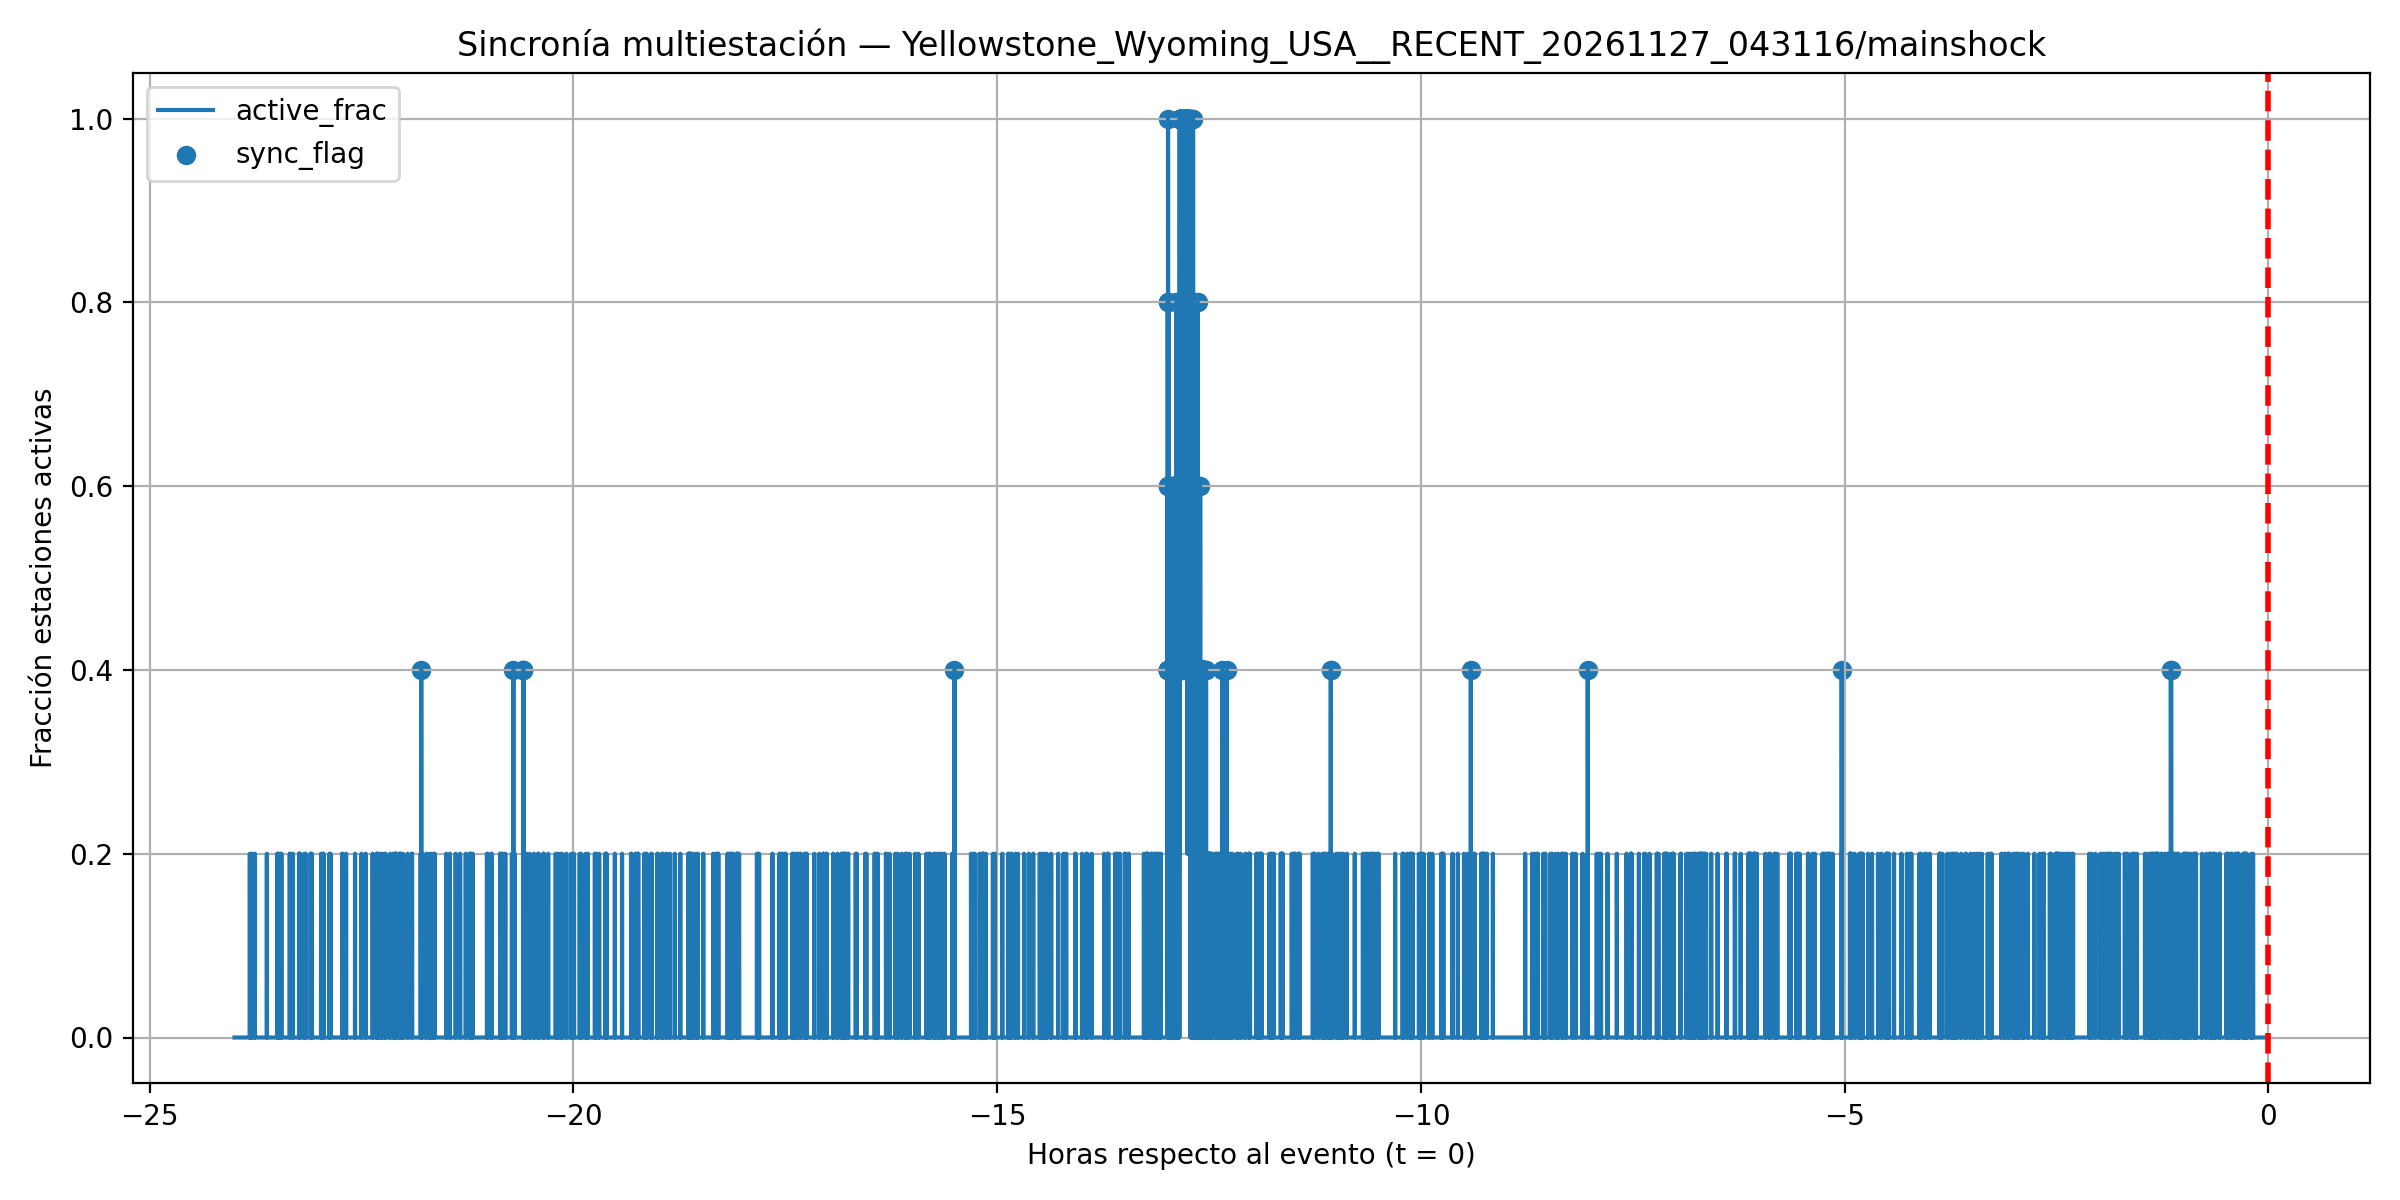 Sincronía multiestación — Yellowstone_Wyoming_USA__RECENT_20261127_043116/mainshock
active_frac
sync_flag
Fracción estaciones activas
1.0
0.8
0.6
0.4
0.2
0.0
−25
−20
−15
−10
−5
0
Horas respecto al evento (t = 0)